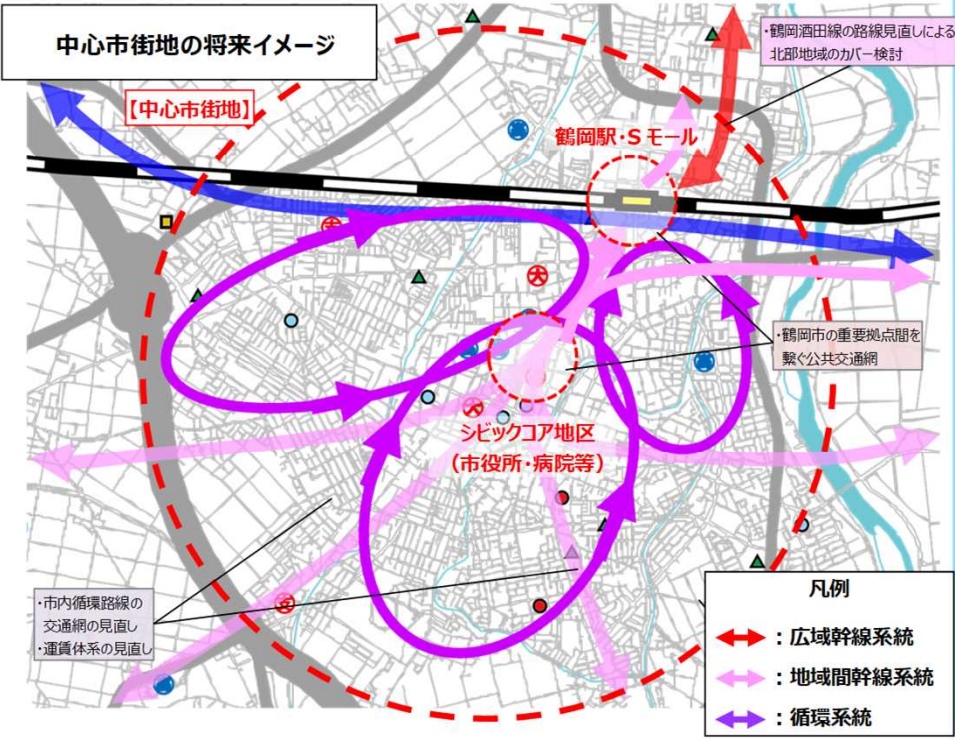 中心市街地の将来イメージ
・鶴岡酒田線の路線見直しによる
北部地域のカバー検討
【中心市街地】
鶴岡駅・Sモール
・鶴岡市の重要拠点間を
繋ぐ公共交通網
シビックコア地区
(市役所・病院等)
・市内循環路線の
交通網の見直し
・運賃体系の見直し
凡例
：広域幹線系統
：地域間幹線系統
：循環系統